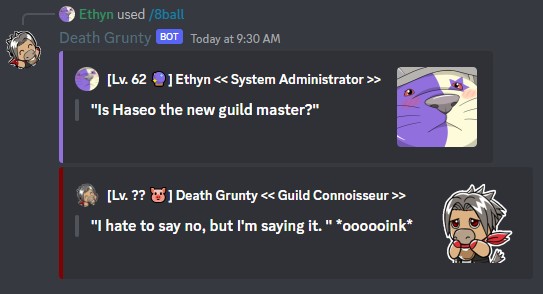 Ethyn used /8ball
Death Grunty BOT Today at 9:30 AM
[Lv. 62 🔮] Ethyn << System Administrator >>
"Is Haseo the new guild master?"
[Lv. ?? 🐷] Death Grunty << Guild Connoisseur >>
"I hate to say no, but I'm saying it. " *oooooink*